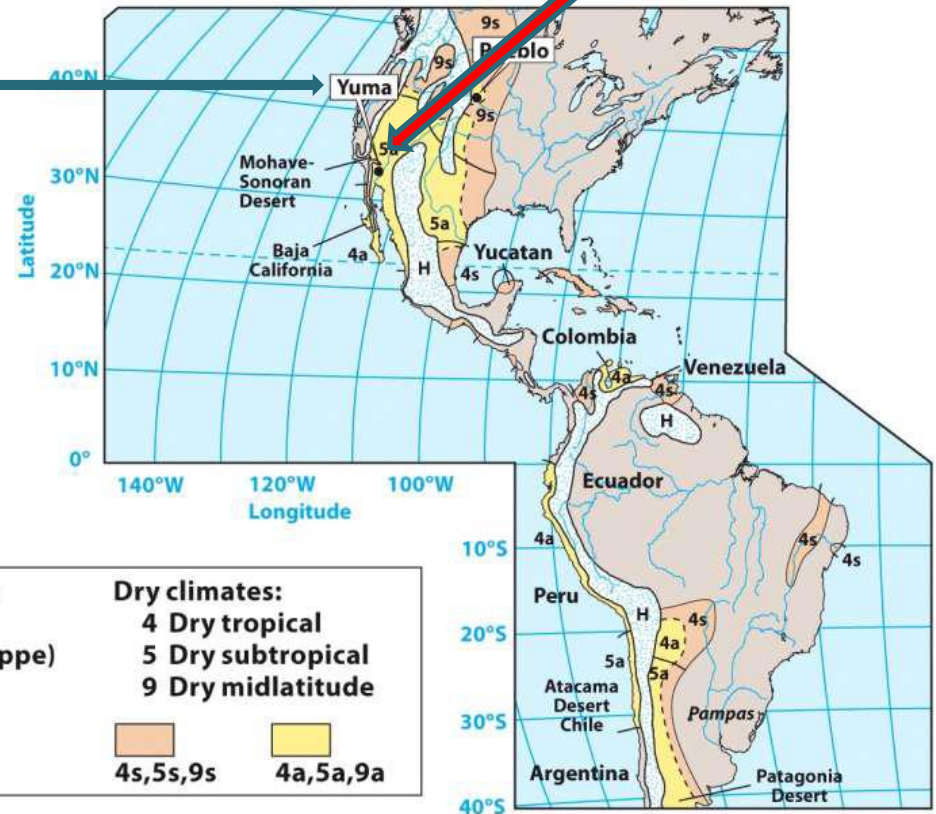 9s
Pueblo
9s
40°N
Yuma
9s
5a
Mohave-
Sonoran
Desert
30°N
Latitude
5a
Baja
California
4a
Yucatan
20°N
H
4s
Colombia
10°N
4a
Venezuela
4s
4s
H
0°
140°W
120°W
100°W
Longitude
Ecuador
4a
10°S
4s
4s
Peru
H
4s
20°S
4a
5a
5a
Atacama
Desert
Chile
30°S
Pampas
Argentina
Patagonia
Desert
40°S
ppe)
Dry climates:
4 Dry tropical
5 Dry subtropical
9 Dry midlatitude
4s,5s,9s
4a,5a,9a